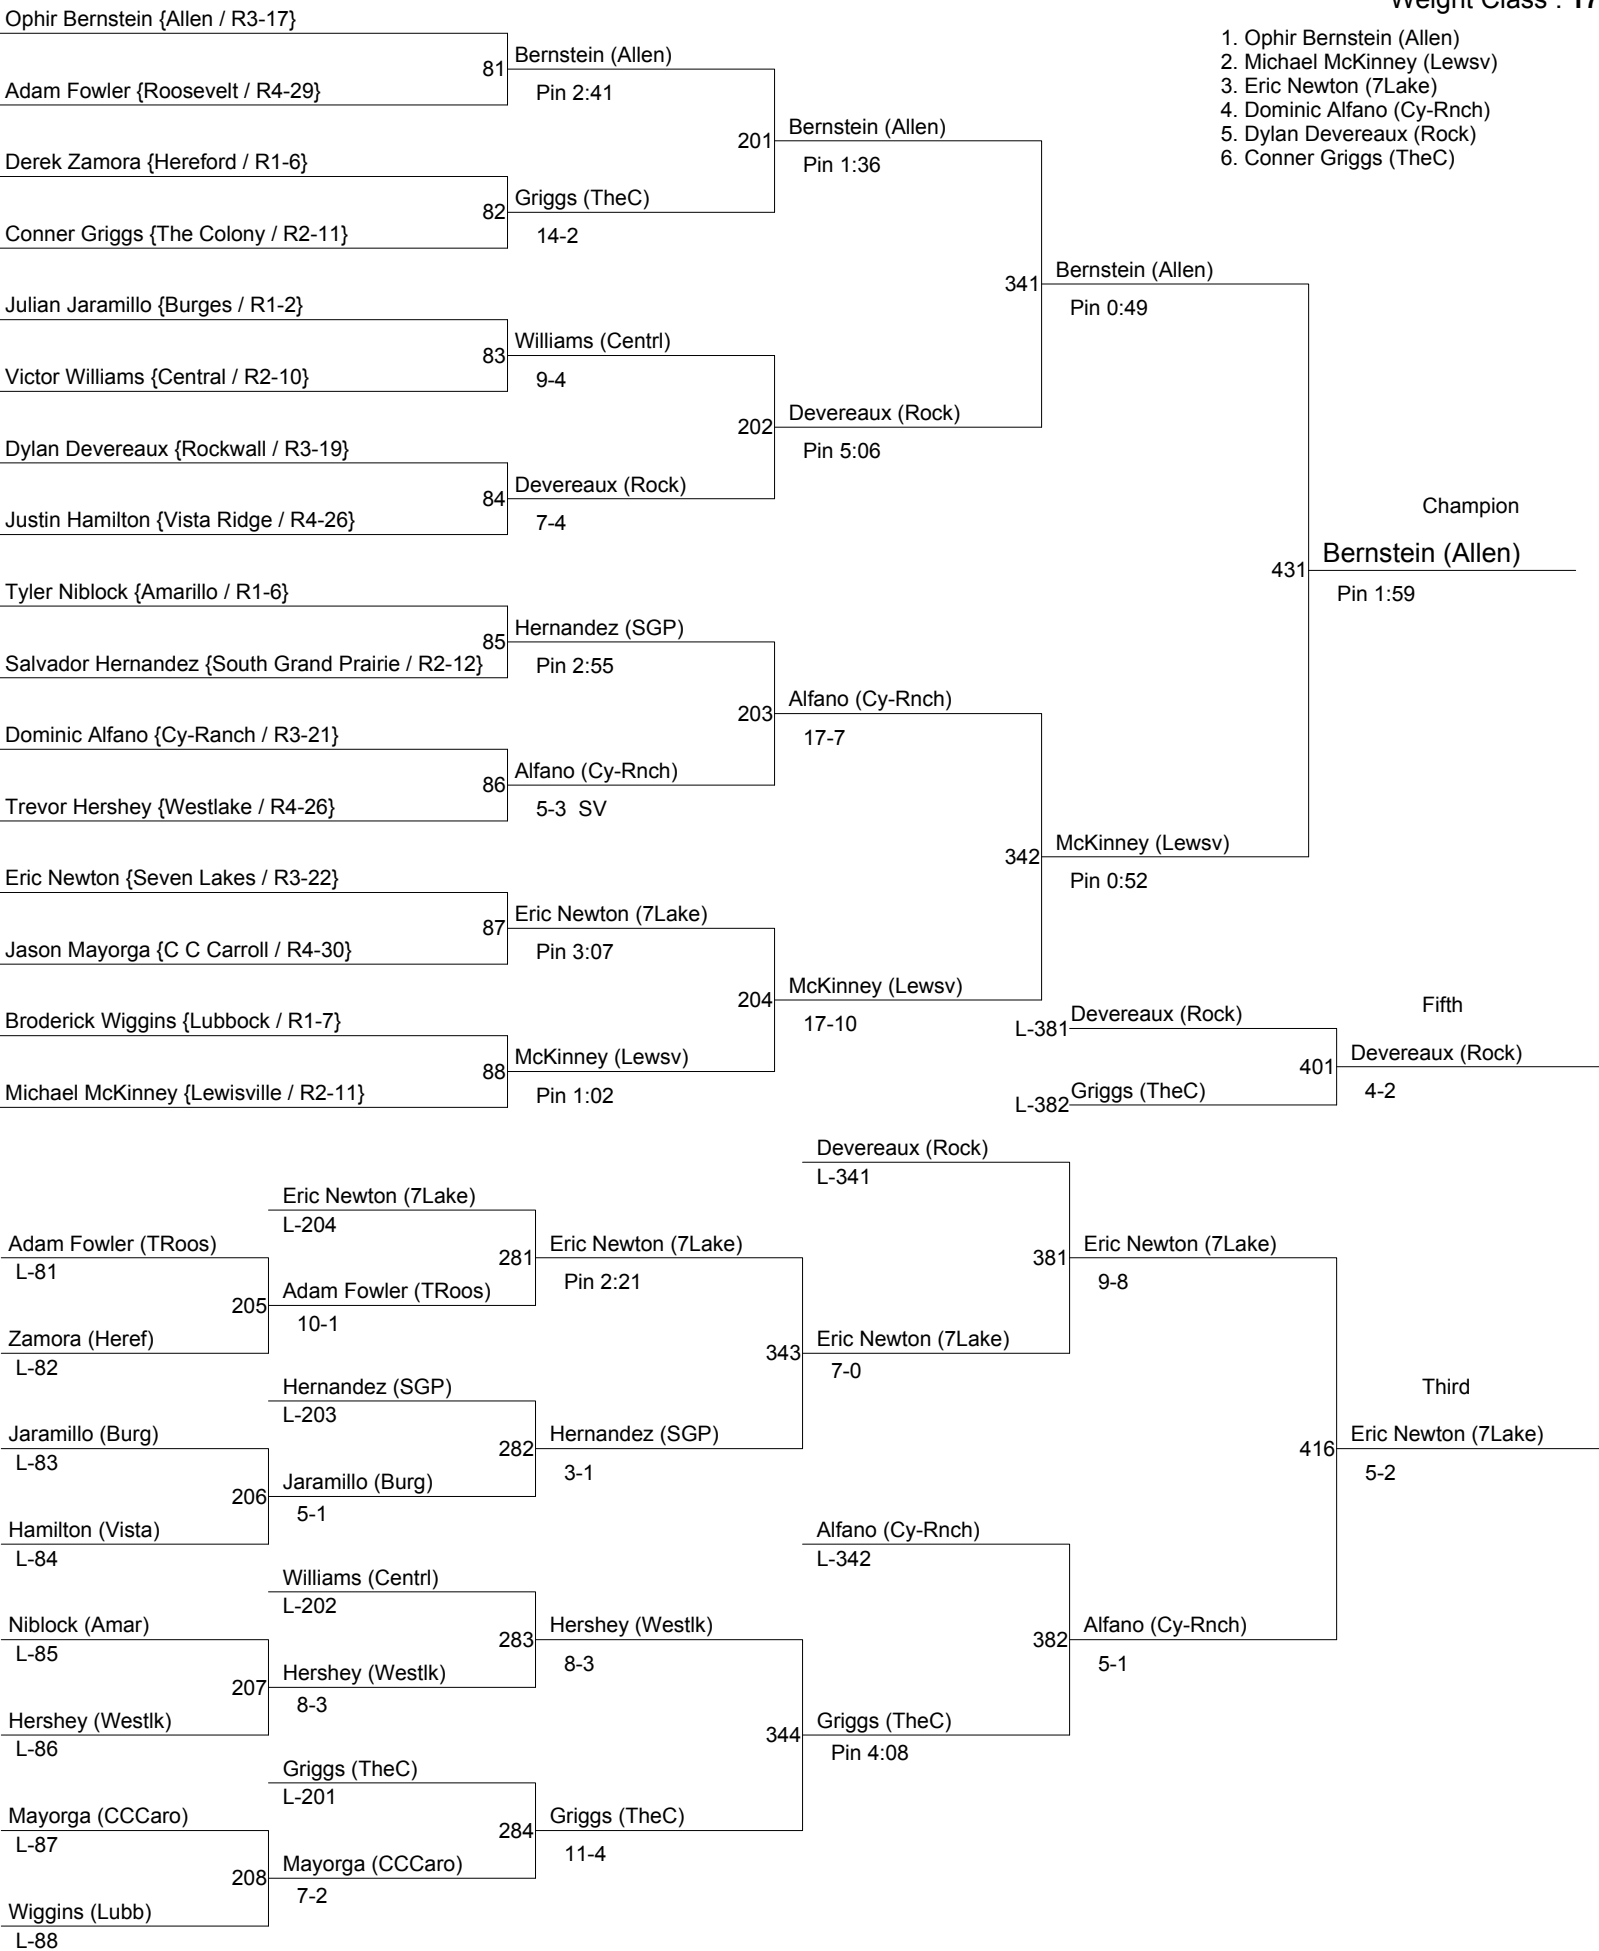 Weight Class : 17
1. Ophir Bernstein (Allen)
2. Michael McKinney (Lewsv)
3. Eric Newton (7Lake)
4. Dominic Alfano (Cy-Rnch)
5. Dylan Devereaux (Rock)
6. Conner Griggs (TheC)
Ophir Bernstein {Allen / R3-17}
81
Adam Fowler {Roosevelt / R4-29}
Bernstein (Allen)
Pin 2:41
Derek Zamora {Hereford / R1-6}
82
Conner Griggs {The Colony / R2-11}
Griggs (TheC)
14-2
201
Bernstein (Allen)
Pin 1:36
Julian Jaramillo {Burges / R1-2}
83
Victor Williams {Central / R2-10}
Williams (Centrl)
9-4
Dylan Devereaux {Rockwall / R3-19}
84
Justin Hamilton {Vista Ridge / R4-26}
Devereaux (Rock)
7-4
202
Devereaux (Rock)
Pin 5:06
341
Bernstein (Allen)
Pin 0:49
Tyler Niblock {Amarillo / R1-6}
85
Salvador Hernandez {South Grand Prairie / R2-12}
Hernandez (SGP)
Pin 2:55
Dominic Alfano {Cy-Ranch / R3-21}
86
Trevor Hershey {Westlake / R4-26}
Alfano (Cy-Rnch)
5-3 SV
203
Alfano (Cy-Rnch)
17-7
Eric Newton {Seven Lakes / R3-22}
87
Jason Mayorga {C C Carroll / R4-30}
Eric Newton (7Lake)
Pin 3:07
Broderick Wiggins {Lubbock / R1-7}
88
Michael McKinney {Lewisville / R2-11}
McKinney (Lewsv)
Pin 1:02
204
McKinney (Lewsv)
17-10
342
McKinney (Lewsv)
Pin 0:52
Champion
431
Bernstein (Allen)
Pin 1:59
Fifth
Devereaux (Rock)
L-381
Griggs (TheC)
L-382
401
Devereaux (Rock)
4-2
Adam Fowler (TRoos)
L-81
205
Zamora (Heref)
L-82
Eric Newton (7Lake)
L-204
Adam Fowler (TRoos)
10-1
281
Eric Newton (7Lake)
Pin 2:21
Jaramillo (Burg)
L-83
206
Hamilton (Vista)
L-84
Hernandez (SGP)
L-203
Jaramillo (Burg)
5-1
282
Hernandez (SGP)
3-1
Devereaux (Rock)
L-341
343
Eric Newton (7Lake)
7-0
381
Eric Newton (7Lake)
9-8
Niblock (Amar)
L-85
207
Hershey (Westlk)
L-86
Williams (Centrl)
L-202
Hershey (Westlk)
8-3
283
Hershey (Westlk)
8-3
Mayorga (CCCaro)
L-87
208
Wiggins (Lubb)
L-88
Griggs (TheC)
L-201
Mayorga (CCCaro)
7-2
284
Griggs (TheC)
11-4
Alfano (Cy-Rnch)
L-342
344
Griggs (TheC)
Pin 4:08
382
Alfano (Cy-Rnch)
5-1
Third
416
Eric Newton (7Lake)
5-2